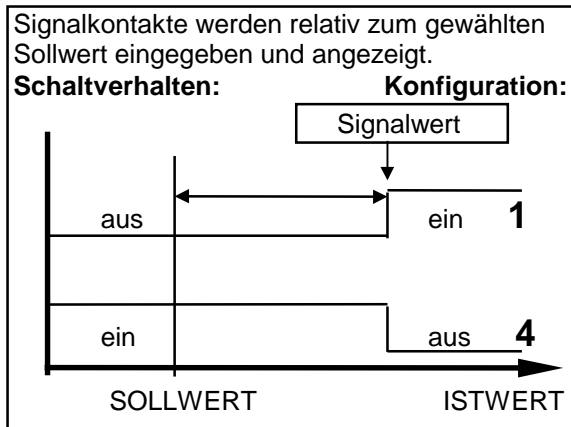 Signalkontakte werden relativ zum gewählten
Sollwert eingegeben und angezeigt.
Schaltverhalten: Konfiguration:
Signalwert
aus ein 1
ein aus 4
SOLLWERT ISTWERT